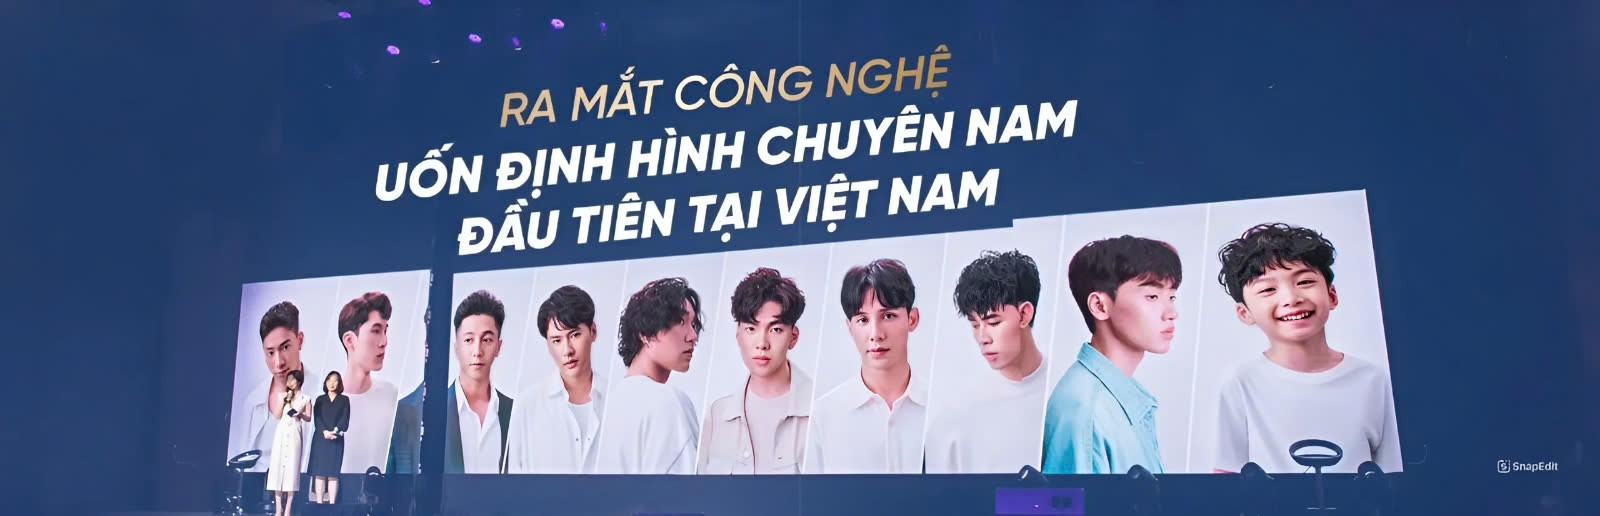 RA MẮT CÔNG NGHỆ
UỐN ĐỊNH HÌNH CHUYÊN NAM
ĐẦU TIÊN TẠI VIỆT NAM
SnapEdit